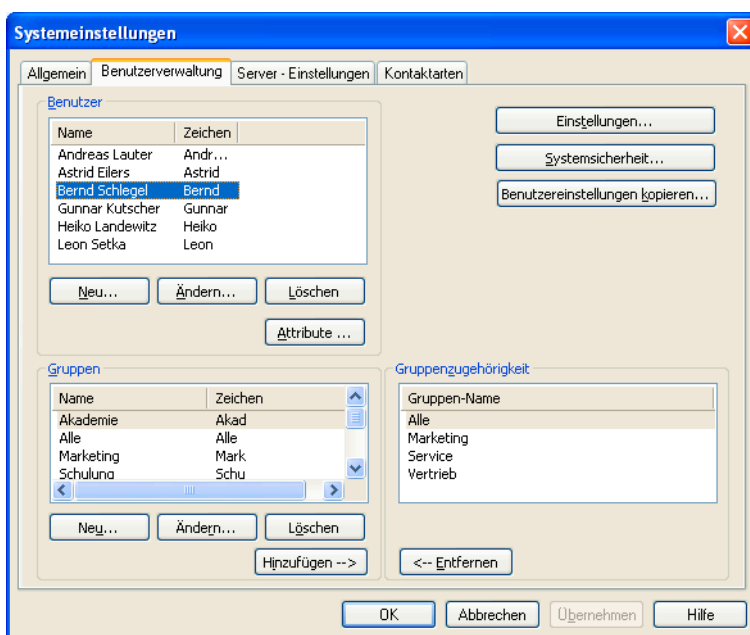 Systemeinstellungen
Allgemein Benutzerverwaltung Server - Einstellungen Kontaktarten
Benutzer
Name Zeichen
Andreas Lauter Andr...
Astrid Eilers Astrid
Bernd Schlegel Bernd
Gunnar Kutscher Gunnar
Heiko Landewitz Heiko
Leon Setka Leon
Neu... Ändern... Löschen
Attribute ...
Einstellungen...
Systemsicherheit...
Benutzereinstellungen kopieren...
Gruppen
Name Zeichen
Akademie Akad
Alle Alle
Marketing Mark
Schulung Schu
Neu... Ändern... Löschen
Hinzufügen -->
Gruppenzugehörigkeit
Gruppen-Name
Alle
Marketing
Service
Vertrieb
<-- Entfernen
OK Abbrechen Übernehmen Hilfe